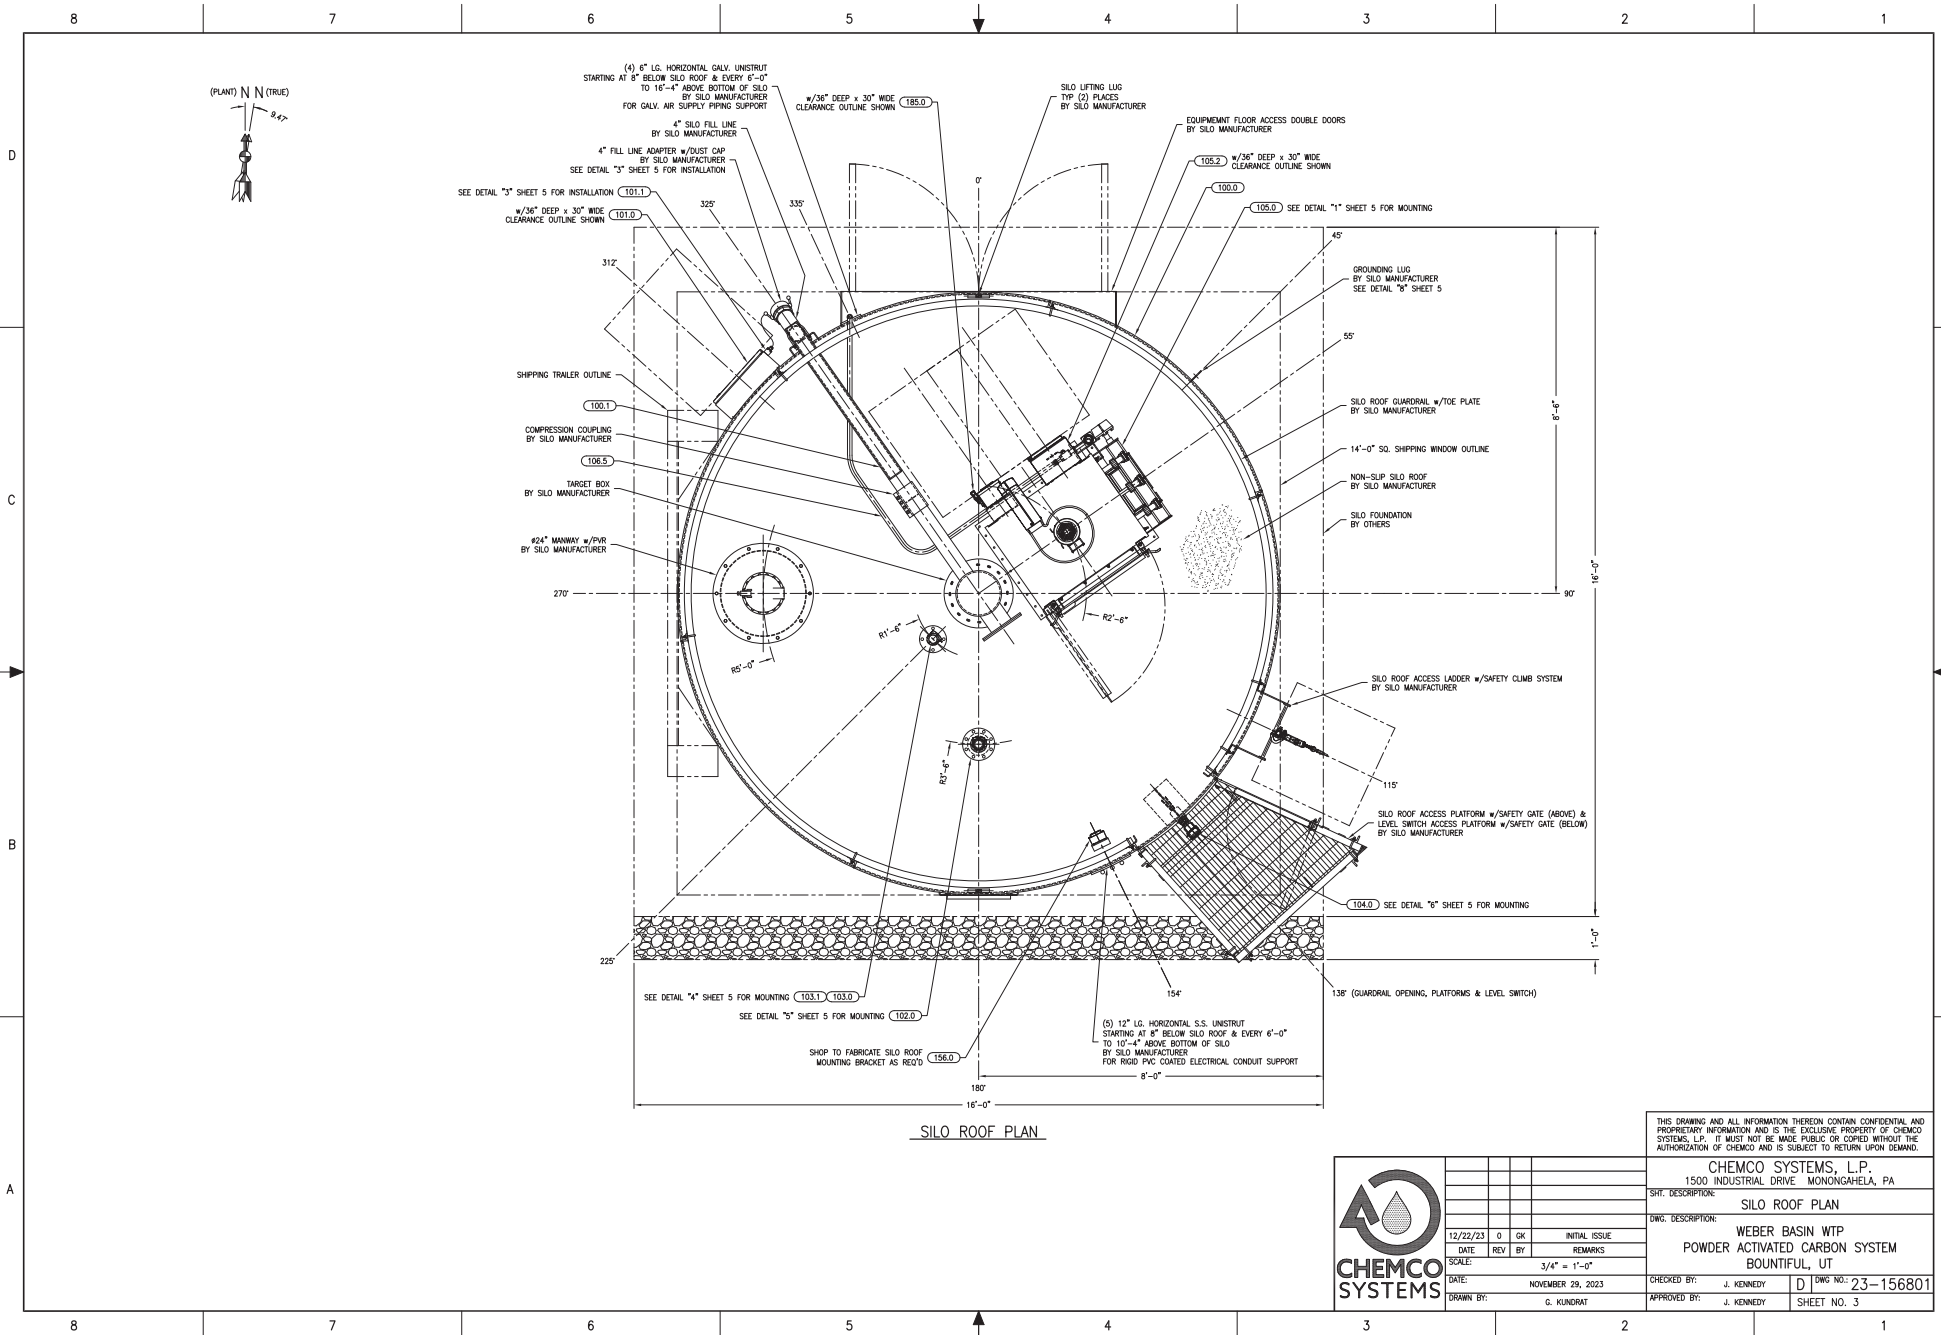 8 7 6 5 4 3 2 1
D
C
B
A
(PLANT) N N (TRUE)
9.47°
(4) 6" LG. HORIZONTAL GALV. UNISTRUT
STARTING AT 8" BELOW SILO ROOF & EVERY 6'-0"
TO 16'-4" ABOVE BOTTOM OF SILO
BY SILO MANUFACTURER
FOR GALV. AIR SUPPLY PIPING SUPPORT
4" SILO FILL LINE
BY SILO MANUFACTURER
4" FILL LINE ADAPTER w/DUST CAP
BY SILO MANUFACTURER
SEE DETAIL "3" SHEET 5 FOR INSTALLATION
SEE DETAIL "3" SHEET 5 FOR INSTALLATION 101.1
w/36" DEEP x 30" WIDE
CLEARANCE OUTLINE SHOWN 101.0
w/36" DEEP x 30" WIDE
CLEARANCE OUTLINE SHOWN 185.0
SILO LIFTING LUG
TYP (2) PLACES
BY SILO MANUFACTURER
EQUIPMEMNT FLOOR ACCESS DOUBLE DOORS
BY SILO MANUFACTURER
105.2 w/36" DEEP x 30" WIDE
CLEARANCE OUTLINE SHOWN
100.0
105.0 SEE DETAIL "1" SHEET 5 FOR MOUNTING
0°
325°
335°
312°
45°
55°
GROUNDING LUG
BY SILO MANUFACTURER
SEE DETAIL "8" SHEET 5
SHIPPING TRAILER OUTLINE
100.1
COMPRESSION COUPLING
BY SILO MANUFACTURER
106.5
TARGET BOX
BY SILO MANUFACTURER
ø24" MANWAY w/PVR
BY SILO MANUFACTURER
SILO ROOF GUARDRAIL w/TOE PLATE
BY SILO MANUFACTURER
14'-0" SQ. SHIPPING WINDOW OUTLINE
NON-SLIP SILO ROOF
BY SILO MANUFACTURER
SILO FOUNDATION
BY OTHERS
8'-6"
16'-0"
1'-0"
270°
90°
R1'-6"
R2'-6"
R5'-0"
R3'-6"
SILO ROOF ACCESS LADDER w/SAFETY CLIMB SYSTEM
BY SILO MANUFACTURER
115°
SILO ROOF ACCESS PLATFORM w/SAFETY GATE (ABOVE) &
LEVEL SWITCH ACCESS PLATFORM w/SAFETY GATE (BELOW)
BY SILO MANUFACTURER
104.0 SEE DETAIL "6" SHEET 5 FOR MOUNTING
225°
154°
138° (GUARDRAIL OPENING, PLATFORMS & LEVEL SWITCH)
SEE DETAIL "4" SHEET 5 FOR MOUNTING 103.1 103.0
SEE DETAIL "5" SHEET 5 FOR MOUNTING 102.0
SHOP TO FABRICATE SILO ROOF
MOUNTING BRACKET AS REQ'D 156.0
(5) 12" LG. HORIZONTAL S.S. UNISTRUT
STARTING AT 8" BELOW SILO ROOF & EVERY 6'-0"
TO 10'-4" ABOVE BOTTOM OF SILO
BY SILO MANUFACTURER
FOR RIGID PVC COATED ELECTRICAL CONDUIT SUPPORT
8'-0"
180°
16'-0"
SILO ROOF PLAN
THIS DRAWING AND ALL INFORMATION THEREON CONTAIN CONFIDENTIAL AND
PROPRIETARY INFORMATION AND IS THE EXCLUSIVE PROPERTY OF CHEMCO
SYSTEMS, L.P. IT MUST NOT BE MADE PUBLIC OR COPIED WITHOUT THE
AUTHORIZATION OF CHEMCO AND IS SUBJECT TO RETURN UPON DEMAND.
CHEMCO
SYSTEMS
12/22/23 0 GK INITIAL ISSUE
DATE REV BY REMARKS
SCALE: 3/4" = 1'-0"
DATE: NOVEMBER 29, 2023
DRAWN BY: G. KUNDRAT
CHEMCO SYSTEMS, L.P.
1500 INDUSTRIAL DRIVE MONONGAHELA, PA
SHT. DESCRIPTION:
SILO ROOF PLAN
DWG. DESCRIPTION:
WEBER BASIN WTP
POWDER ACTIVATED CARBON SYSTEM
BOUNTIFUL, UT
CHECKED BY: J. KENNEDY D DWG NO.: 23-156801
APPROVED BY: J. KENNEDY SHEET NO. 3
8 7 6 5 4 3 2 1